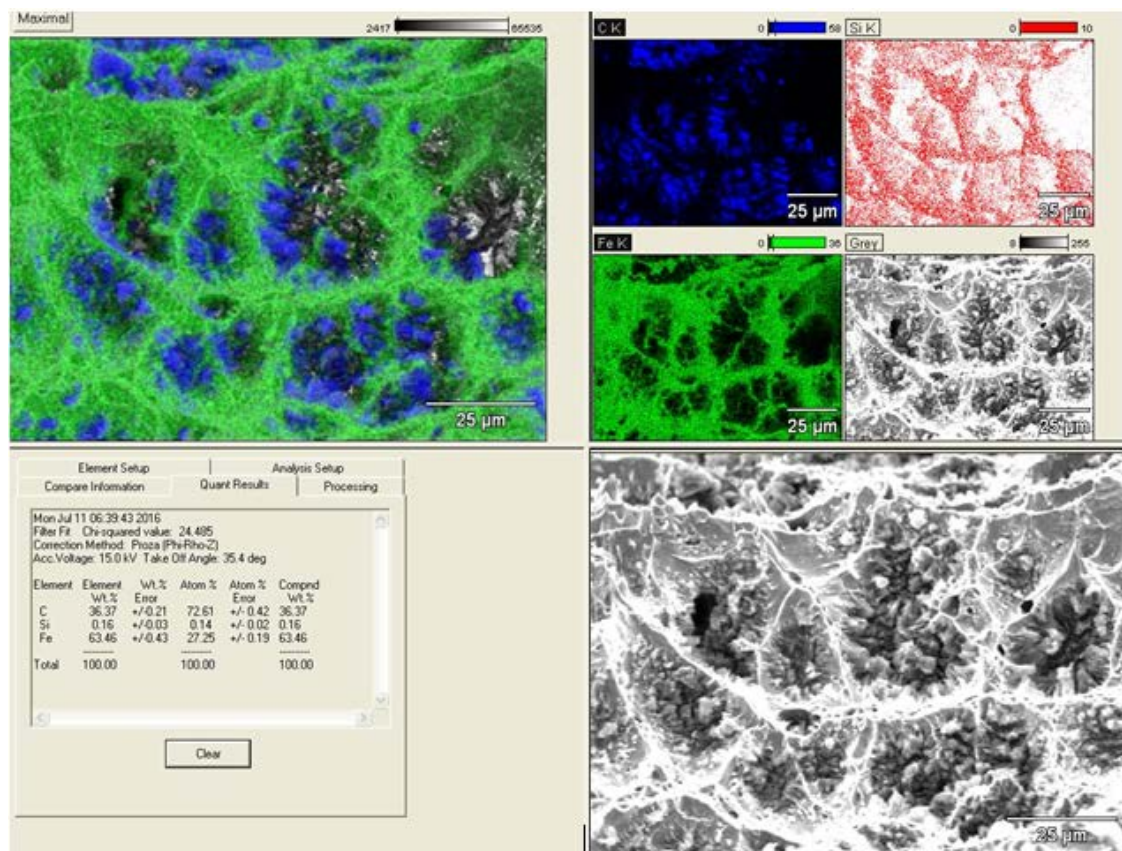 Maximal
2417 65535
25 µm
C K 0 58
Si K 0 10
25 µm
25 µm
Fe K 0 36
Grey 8 255
25 µm
25 µm
Element Setup Analysis Setup
Compare Information Quant Results Processing
Mon Jul 11 06:39:43 2016
Filter Fit Chi-squared value: 24.485
Correction Method: Proza (Phi-Rho-Z)
Acc.Voltage: 15.0 kV Take Off Angle: 35.4 deg
Element Element Wt.% Atom % Atom % Compnd
Wt.% Error Error Wt.%
C 36.37 +/-0.21 72.61 +/- 0.42 36.37
Si 0.16 +/-0.03 0.14 +/- 0.02 0.16
Fe 63.46 +/-0.43 27.25 +/- 0.19 63.46
Total 100.00 100.00 100.00
Clear
25 µm